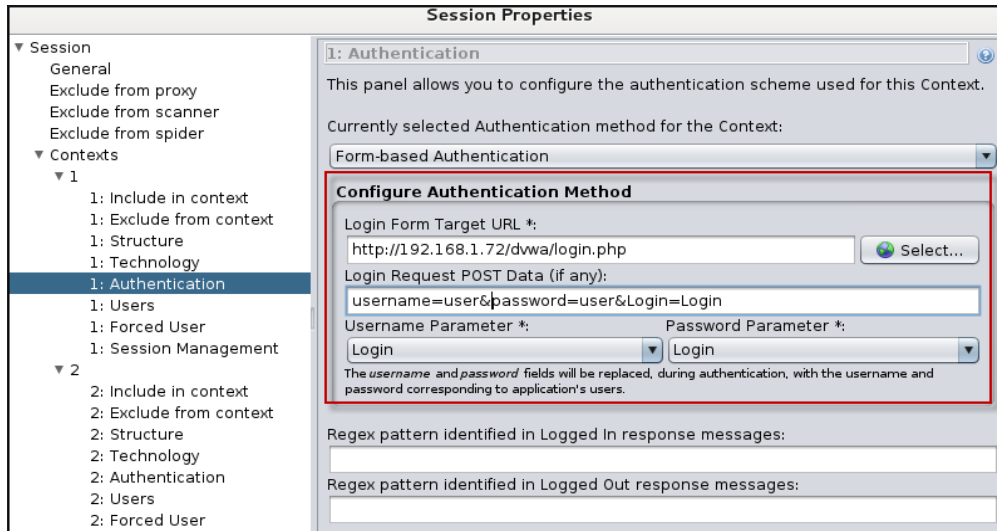 Session Properties
Session
General
Exclude from proxy
Exclude from scanner
Exclude from spider
Contexts
1
1: Include in context
1: Exclude from context
1: Structure
1: Technology
1: Authentication
1: Users
1: Forced User
1: Session Management
2
2: Include in context
2: Exclude from context
2: Structure
2: Technology
2: Authentication
2: Users
2: Forced User
1: Authentication
This panel allows you to configure the authentication scheme used for this Context.
Currently selected Authentication method for the Context:
Form-based Authentication
Configure Authentication Method
Login Form Target URL *:
http://192.168.1.72/dvwa/login.php Select...
Login Request POST Data (if any):
username=user&password=user&Login=Login
Username Parameter *: Password Parameter *:
Login Login
The username and password fields will be replaced, during authentication, with the username and
password corresponding to application's users.
Regex pattern identified in Logged In response messages:
Regex pattern identified in Logged Out response messages: